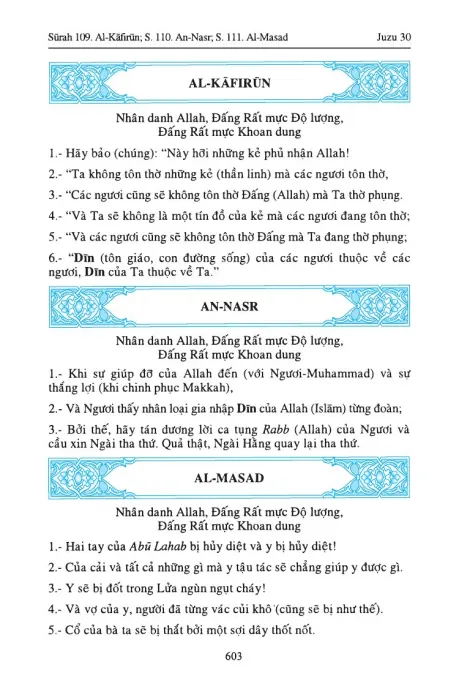 Sūrah 109. Al-Kāfirūn; S. 110. An-Nasr; S. 111. Al-Masad Juzu 30
AL-KĀFIRŪN
Nhân danh Allah, Đấng Rất mực Độ lượng,
Đấng Rất mực Khoan dung
1.- Hãy bảo (chúng): “Này hỡi những kẻ phủ nhận Allah!
2.- “Ta không tôn thờ những kẻ (thần linh) mà các ngươi tôn thờ,
3.- “Các ngươi cũng sẽ không tôn thờ Đấng (Allah) mà Ta thờ phụng.
4.- “Và Ta sẽ không là một tín đồ của kẻ mà các ngươi đang tôn thờ;
5.- “Và các ngươi cũng sẽ không tôn thờ Đấng mà Ta đang thờ phụng;
6.- “Dīn (tôn giáo, con đường sống) của các ngươi thuộc về các
ngươi, Dīn của Ta thuộc về Ta.”
AN-NASR
Nhân danh Allah, Đấng Rất mực Độ lượng,
Đấng Rất mực Khoan dung
1.- Khi sự giúp đỡ của Allah đến (với Ngươi-Muhammad) và sự
thắng lợi (khi chinh phục Makkah),
2.- Và Ngươi thấy nhân loại gia nhập Dīn của Allah (Islām) từng đoàn;
3.- Bởi thế, hãy tán dương lời ca tụng Rabb (Allah) của Ngươi và
cầu xin Ngài tha thứ. Quả thật, Ngài Hằng quay lại tha thứ.
AL-MASAD
Nhân danh Allah, Đấng Rất mực Độ lượng,
Đấng Rất mực Khoan dung
1.- Hai tay của Abū Lahab bị hủy diệt và y bị hủy diệt!
2.- Của cải và tất cả những gì mà y tậu tác sẽ chẳng giúp y được gì.
3.- Y sẽ bị đốt trong Lửa ngùn ngụt cháy!
4.- Và vợ của y, người đã từng vác củi khô (cũng sẽ bị như thế).
5.- Cổ của bà ta sẽ bị thắt bởi một sợi dây thốt nốt.
603